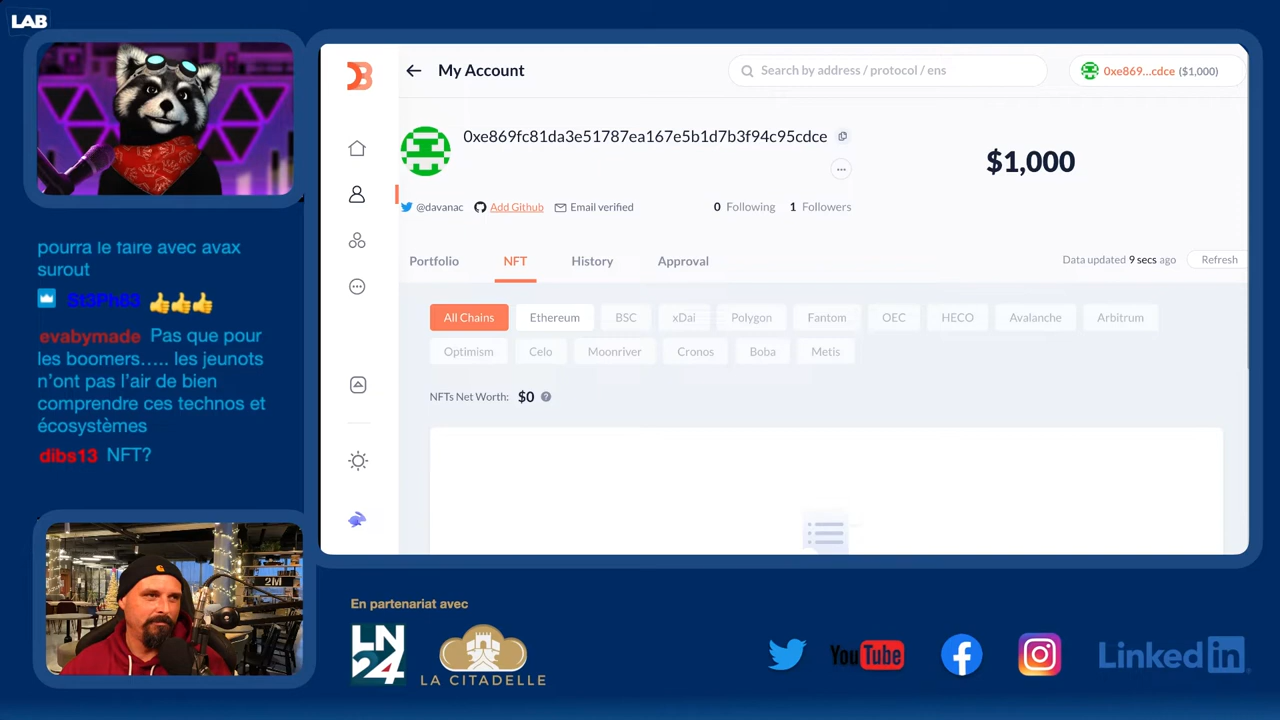 LAB
pourra le faire avec avax
surout
St3Ph83 👍👍👍
evabymade Pas que pour
les boomers..... les jeunots
n'ont pas l'air de bien
comprendre ces technos et
écosystèmes
dibs13 NFT?
My Account
Search by address / protocol / ens
0xe869...cdce ($1,000)
0xe869fc81da3e51787ea167e5b1d7b3f94c95cdce
$1,000
@davanac Add Github Email verified
0 Following 1 Followers
Portfolio NFT History Approval
Data updated 9 secs ago Refresh
All Chains Ethereum BSC xDai Polygon Fantom OEC HECO Avalanche Arbitrum
Optimism Celo Moonriver Cronos Boba Metis
NFTs Net Worth: $0 ?
2M
En partenariat avec
LN
24
LA CITADELLE
YouTube
LinkedIn